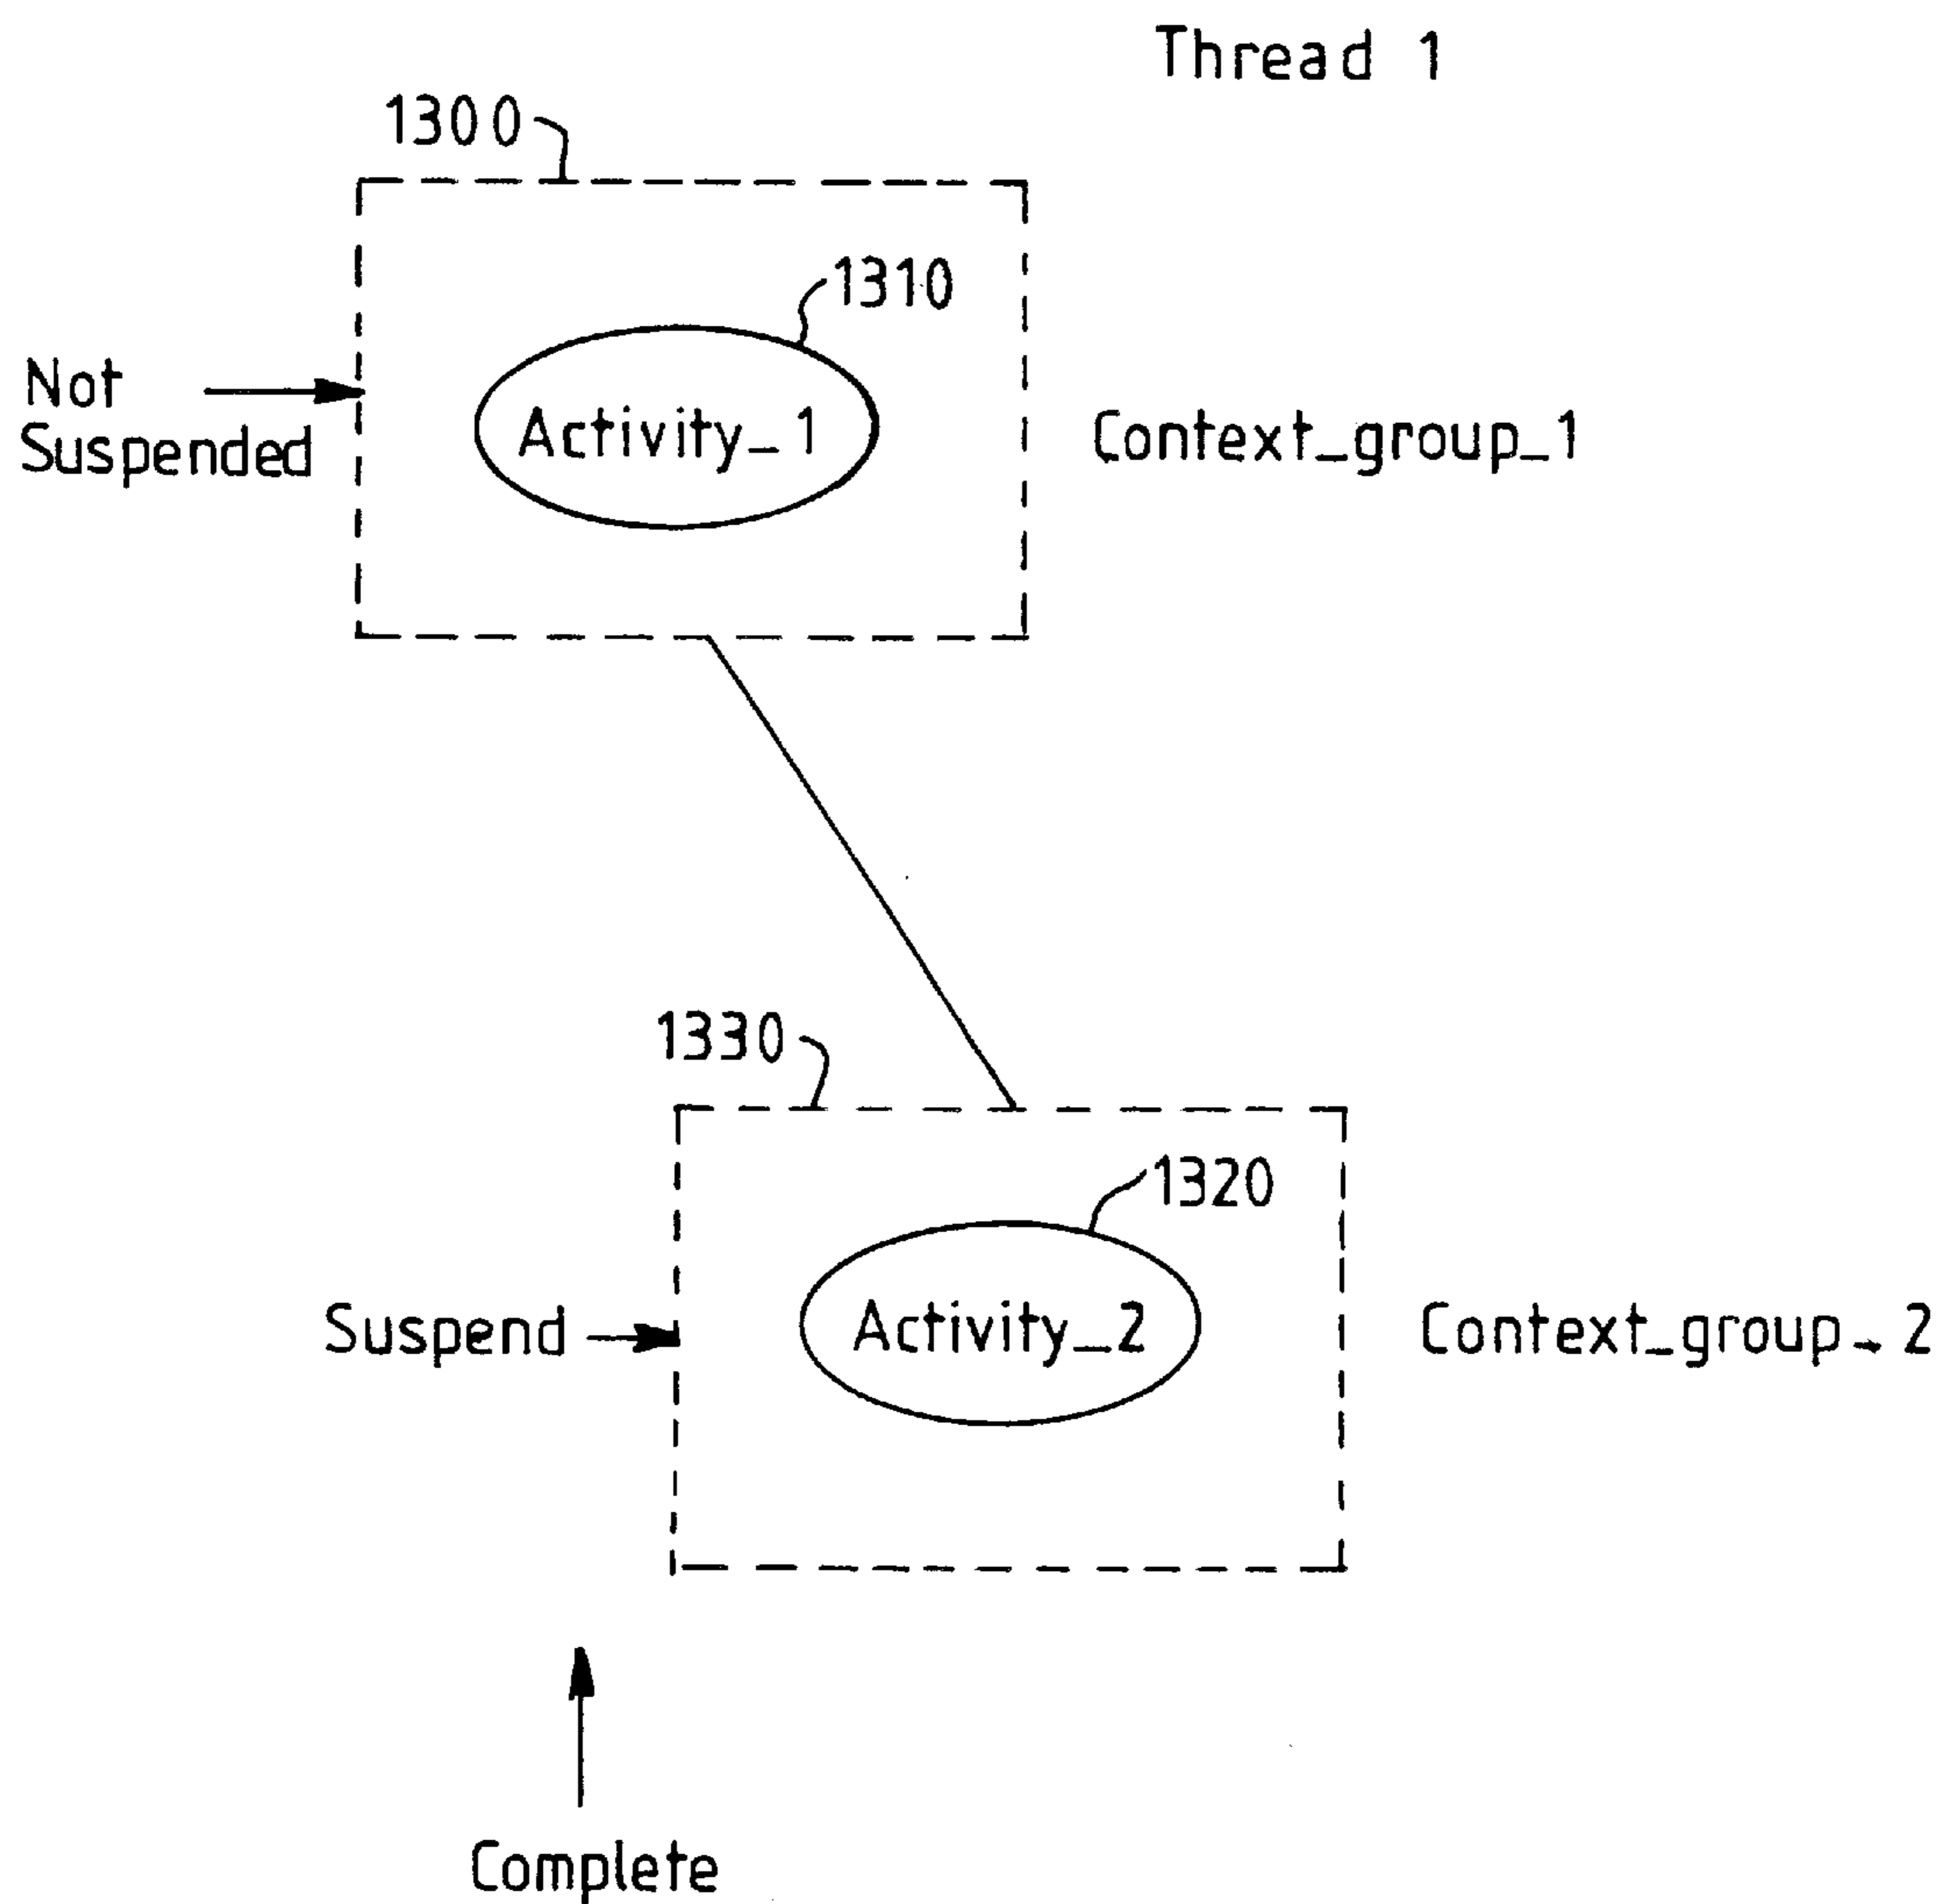 Thread 1
1300
1310
Not
Suspended
Activity_1
Context_group_1
1330
1320
Suspend
Activity_2
Context_group_2
Complete